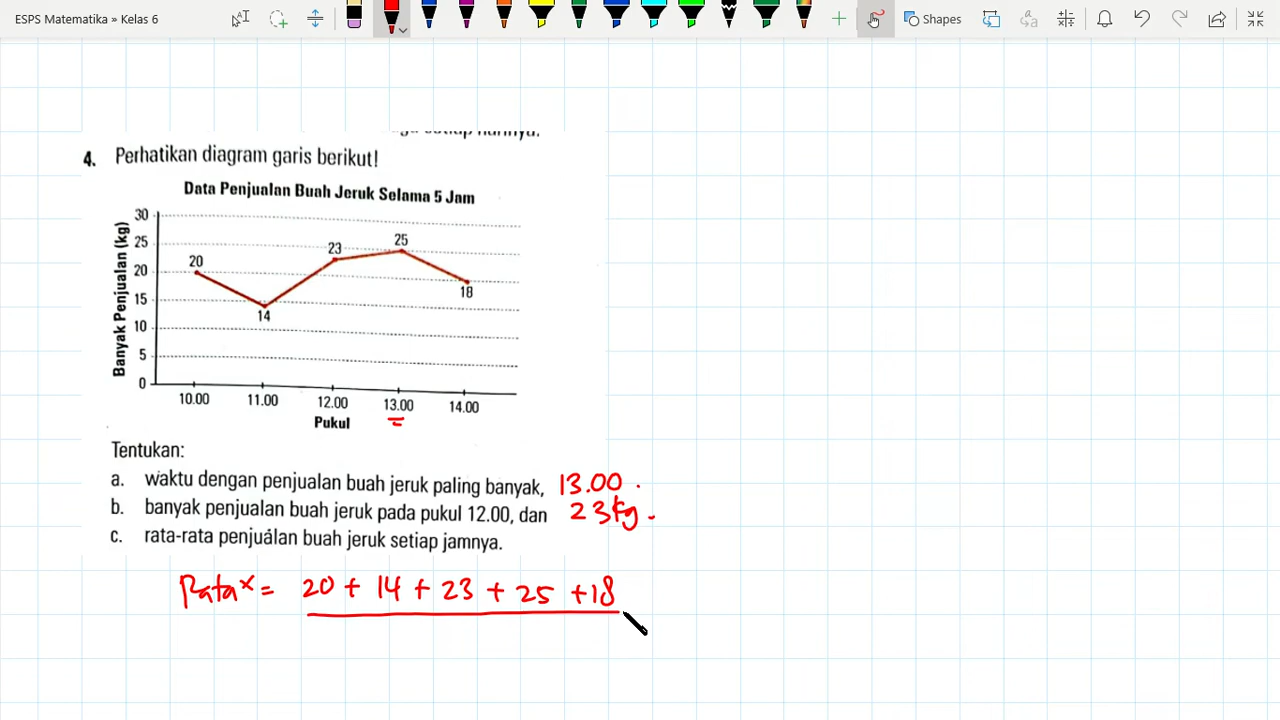 ESPS Matematika » Kelas 6
Shapes
setiap harinya.
4. Perhatikan diagram garis berikut!
Data Penjualan Buah Jeruk Selama 5 Jam
Banyak Penjualan (kg)
30
25
20
15
10
5
0
20
14
23
25
18
10.00 11.00 12.00 13.00 14.00
Pukul
Tentukan:
a. waktu dengan penjualan buah jeruk paling banyak, 13.00.
b. banyak penjualan buah jeruk pada pukul 12.00, dan 23kg.
c. rata-rata penjualan buah jeruk setiap jamnya.
Rata² = 20 + 14 + 23 + 25 + 18